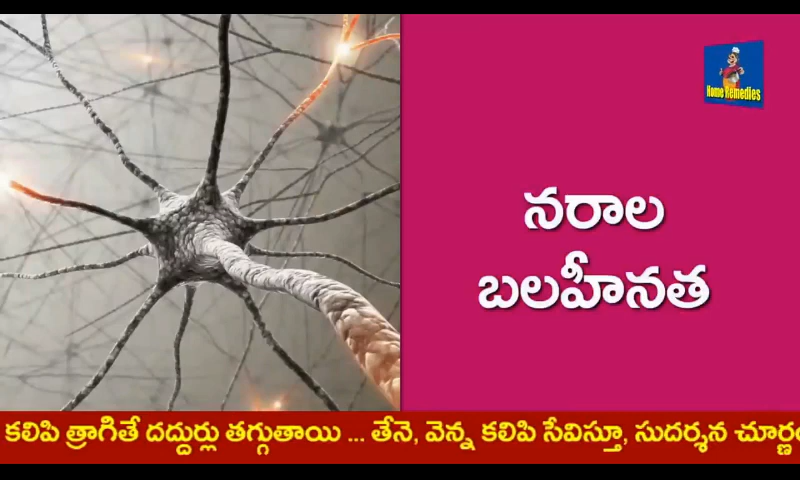 Home Remedies
నరాల
బలహీనత
కలిపి త్రాగితే దద్దుర్లు తగ్గుతాయి ... తేనె, వెన్న కలిపి సేవిస్తూ, సుదర్శన చూర్ణం